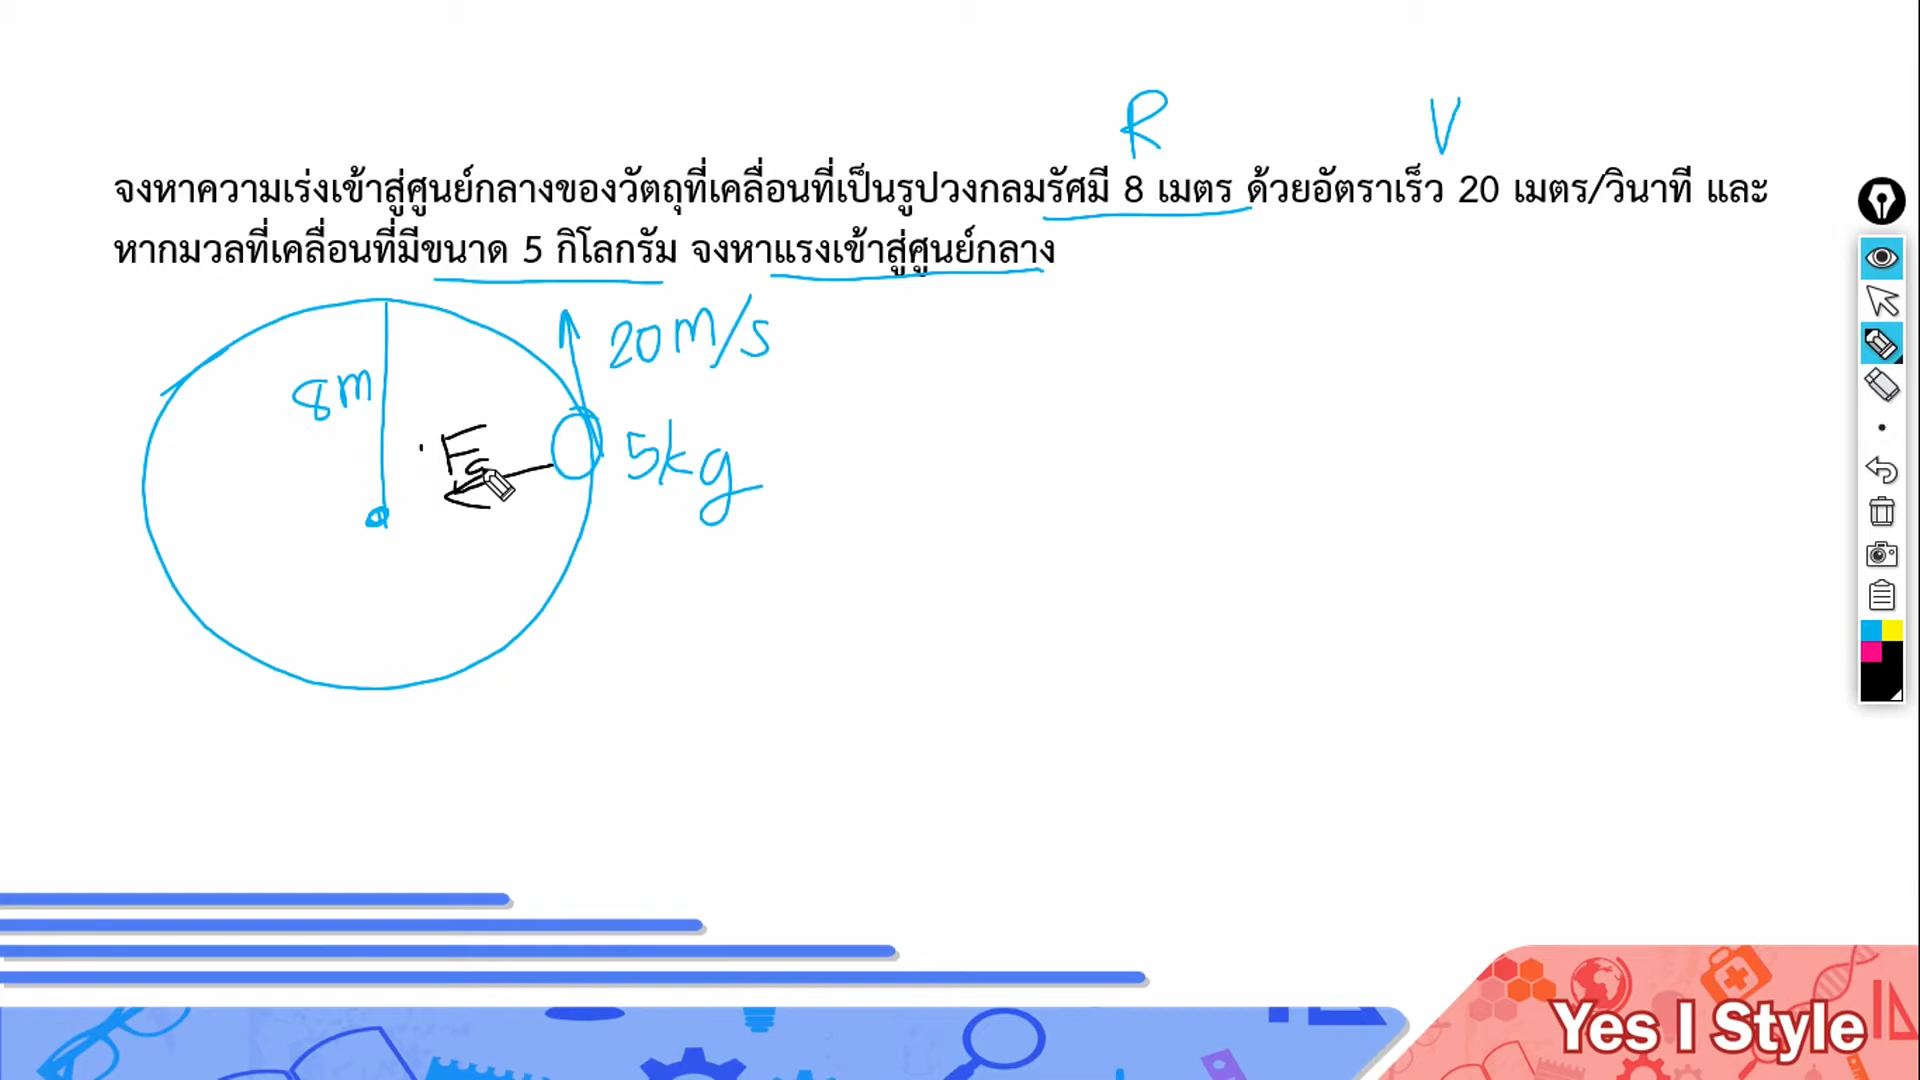 R V
จงหาความเร่งเข้าสู่ศูนย์กลางของวัตถุที่เคลื่อนที่เป็นรูปวงกลมรัศมี 8 เมตร ด้วยอัตราเร็ว 20 เมตร/วินาที และ
หากมวลที่เคลื่อนที่มีขนาด 5 กิโลกรัม จงหาแรงเข้าสู่ศูนย์กลาง
20 m/s
8 m
Fc
5 kg
Yes I Style